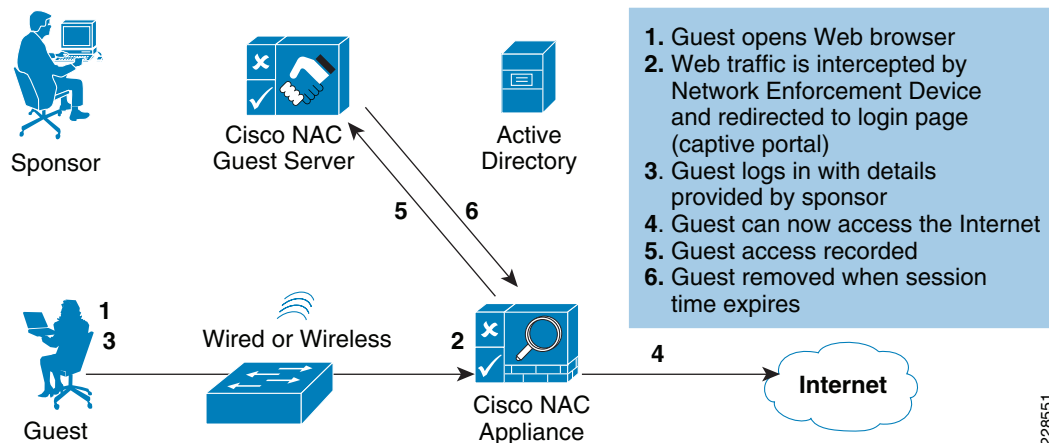 1. Guest opens Web browser
2. Web traffic is intercepted by
Network Enforcement Device
and redirected to login page
(captive portal)
3. Guest logs in with details
provided by sponsor
4. Guest can now access the Internet
5. Guest access recorded
6. Guest removed when session
time expires
Sponsor
Cisco NAC
Guest Server
Active
Directory
5
6
1
3
Wired or Wireless
2
4
Internet
Guest
Cisco NAC
Appliance
228551